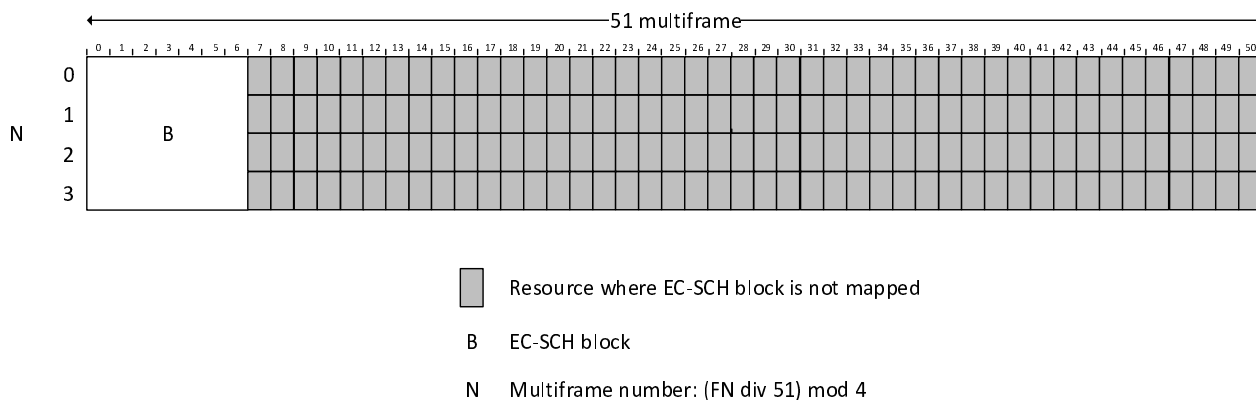 51 multiframe
0 1 2 3 4 5 6 7 8 9 10 11 12 13 14 15 16 17 18 19 20 21 22 23 24 25 26 27 28 29 30 31 32 33 34 35 36 37 38 39 40 41 42 43 44 45 46 47 48 49 50
0
1
N B
2
3
Resource where EC-SCH block is not mapped
B EC-SCH block
N Multiframe number: (FN div 51) mod 4